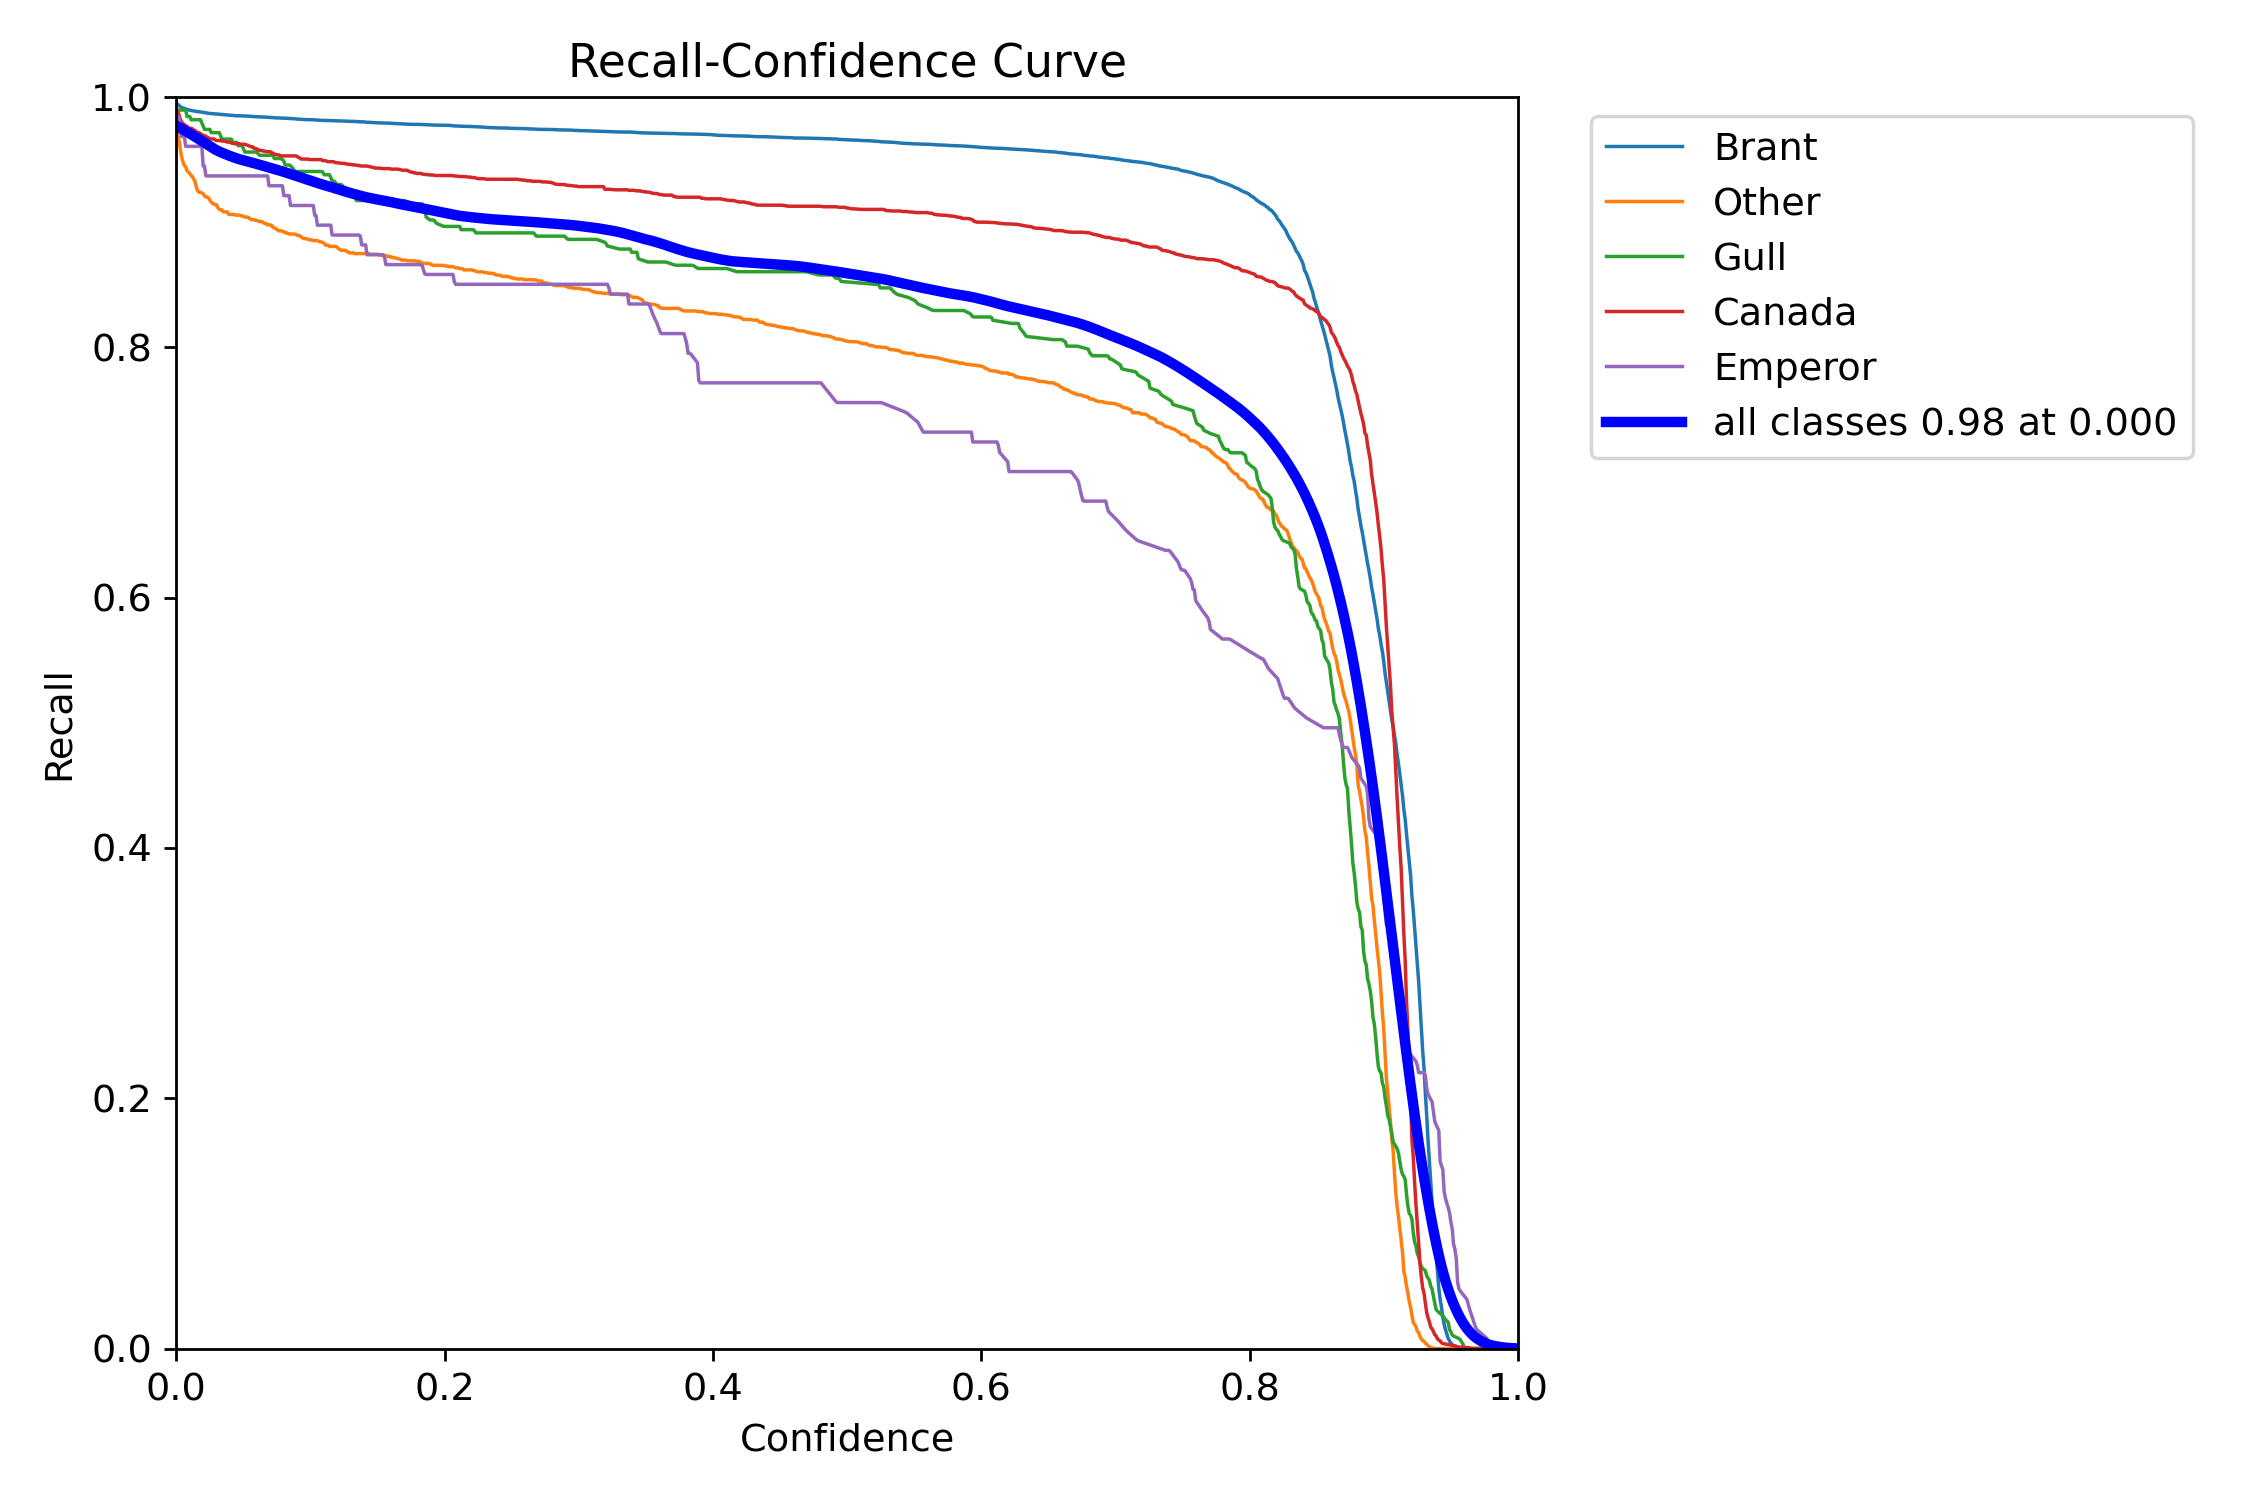 Recall-Confidence Curve
1.0
0.8
0.6
0.4
0.2
0.0
Recall
0.0 0.2 0.4 0.6 0.8 1.0
Confidence
Brant
Other
Gull
Canada
Emperor
all classes 0.98 at 0.000